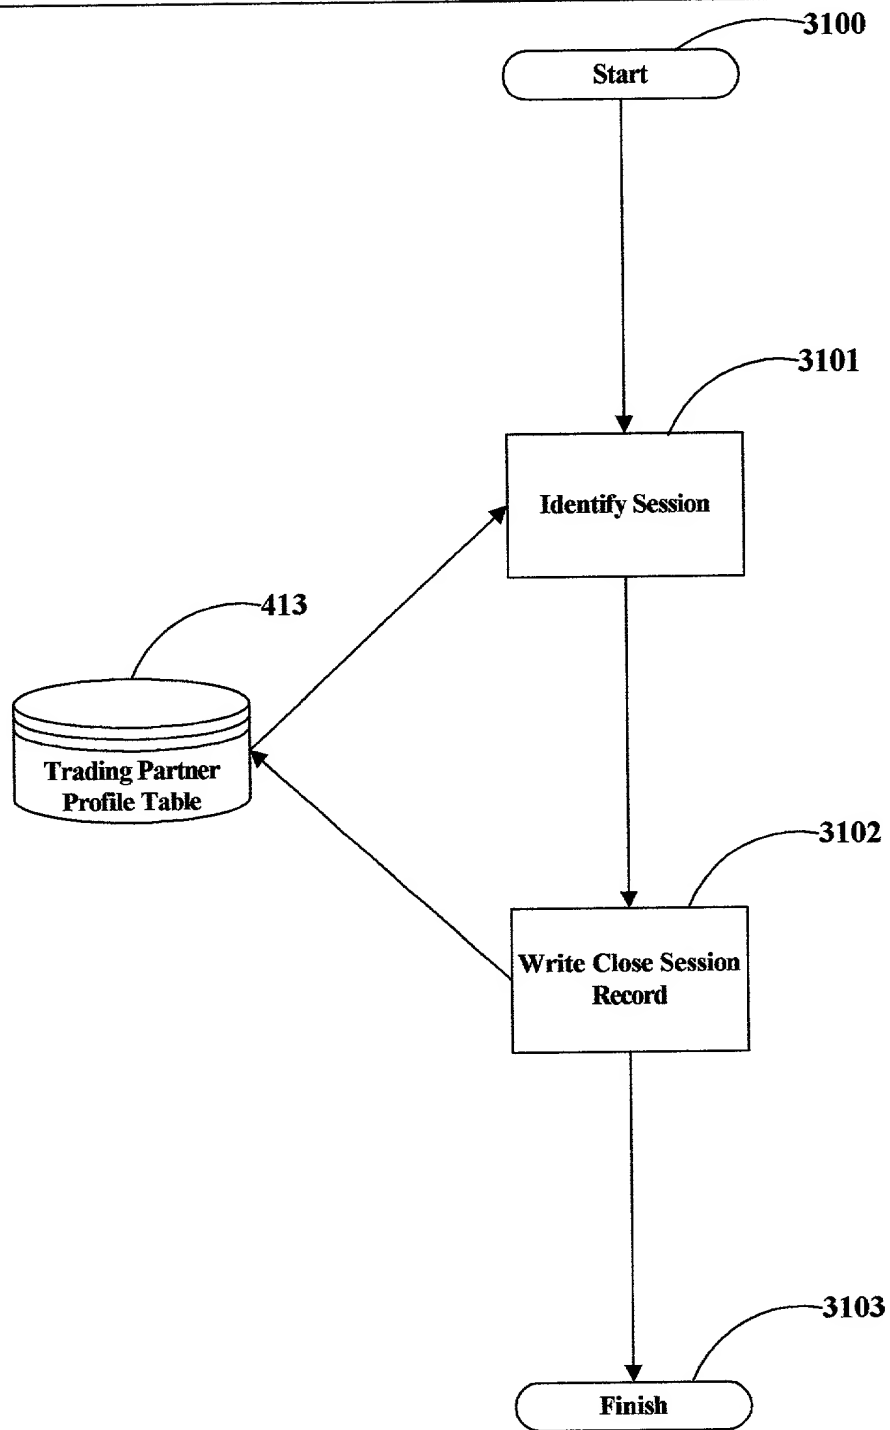 3100
Start
3101
Identify Session
413
Trading Partner
Profile Table
3102
Write Close Session
Record
3103
Finish